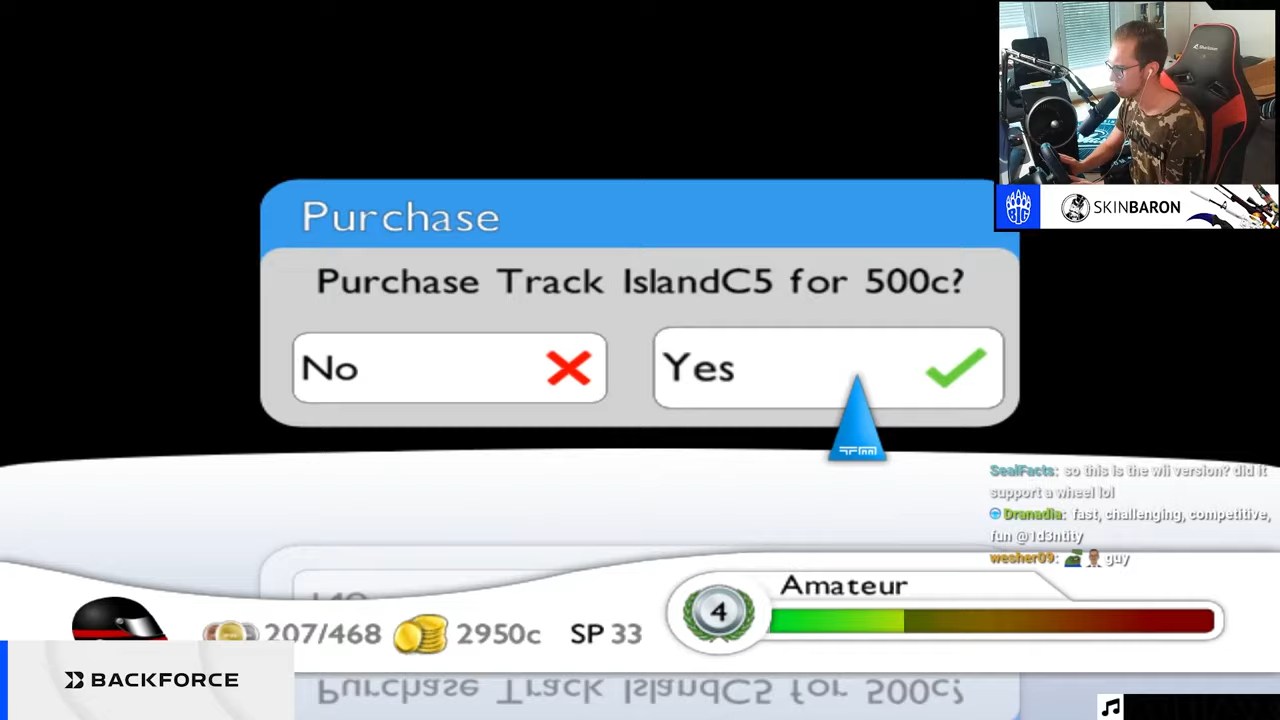 Purchase
Purchase Track IslandC5 for 500c?
No
Yes
TFM
SKINBARON
SealFacts: so this is the wii version? did it
support a wheel lol
Dranadia: fast, challenging, competitive,
fun @1d3ntity
wesher09: guy
Amateur
4
207/468
2950c
SP 33
BACKFORCE
Purchase Track IslandC5 for 500c?